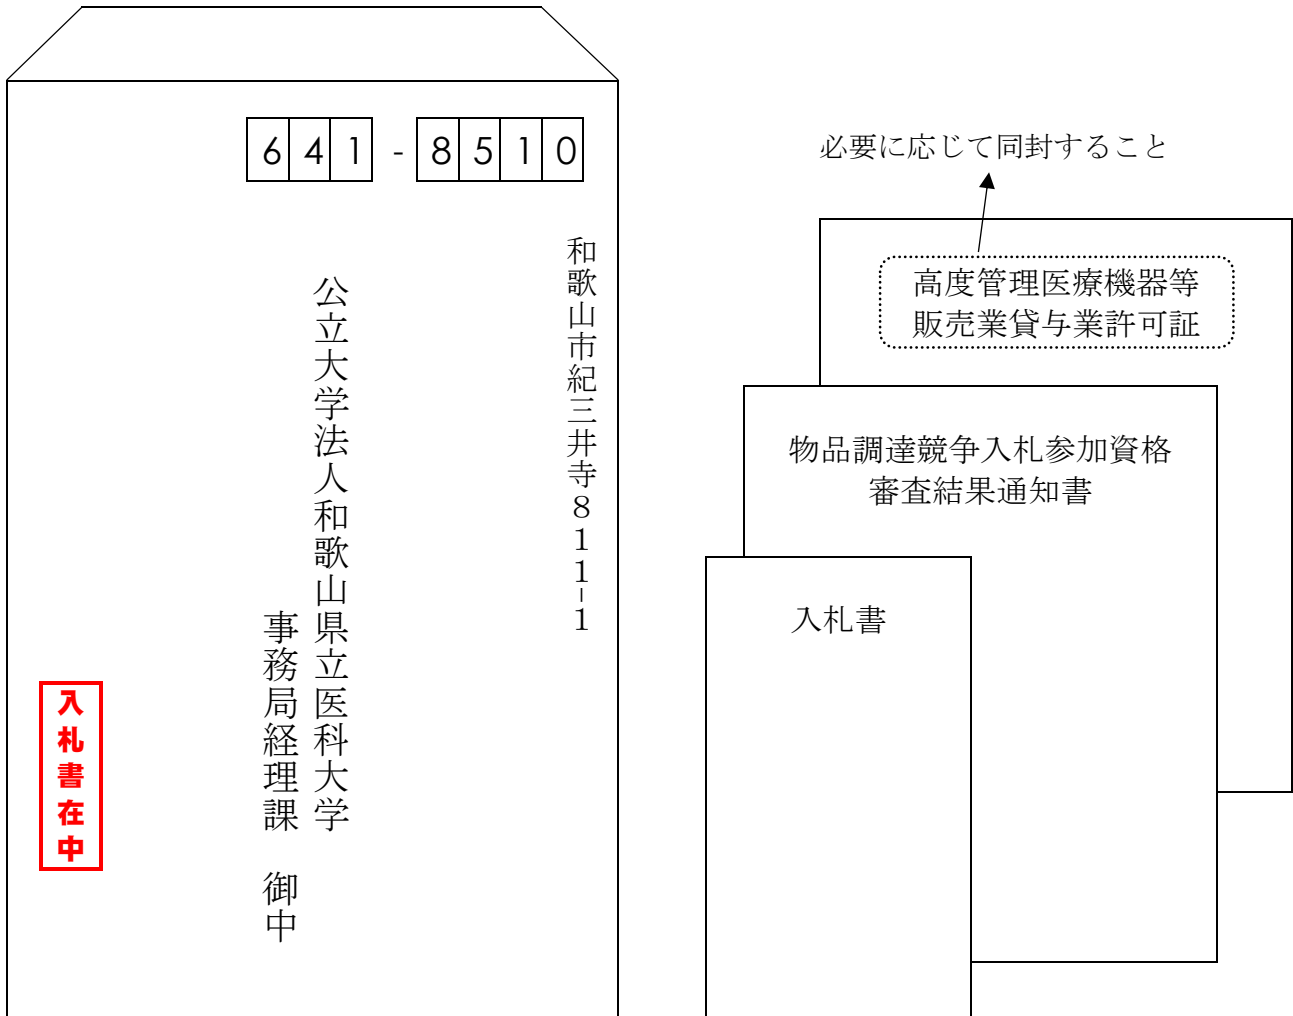 641-8510
和歌山市紀三井寺811-1
公立大学法人和歌山県立医科大学
事務局経理課　御中
入札書在中
必要に応じて同封すること
高度管理医療機器等
販売業貸与業許可証
物品調達競争入札参加資格
審査結果通知書
入札書